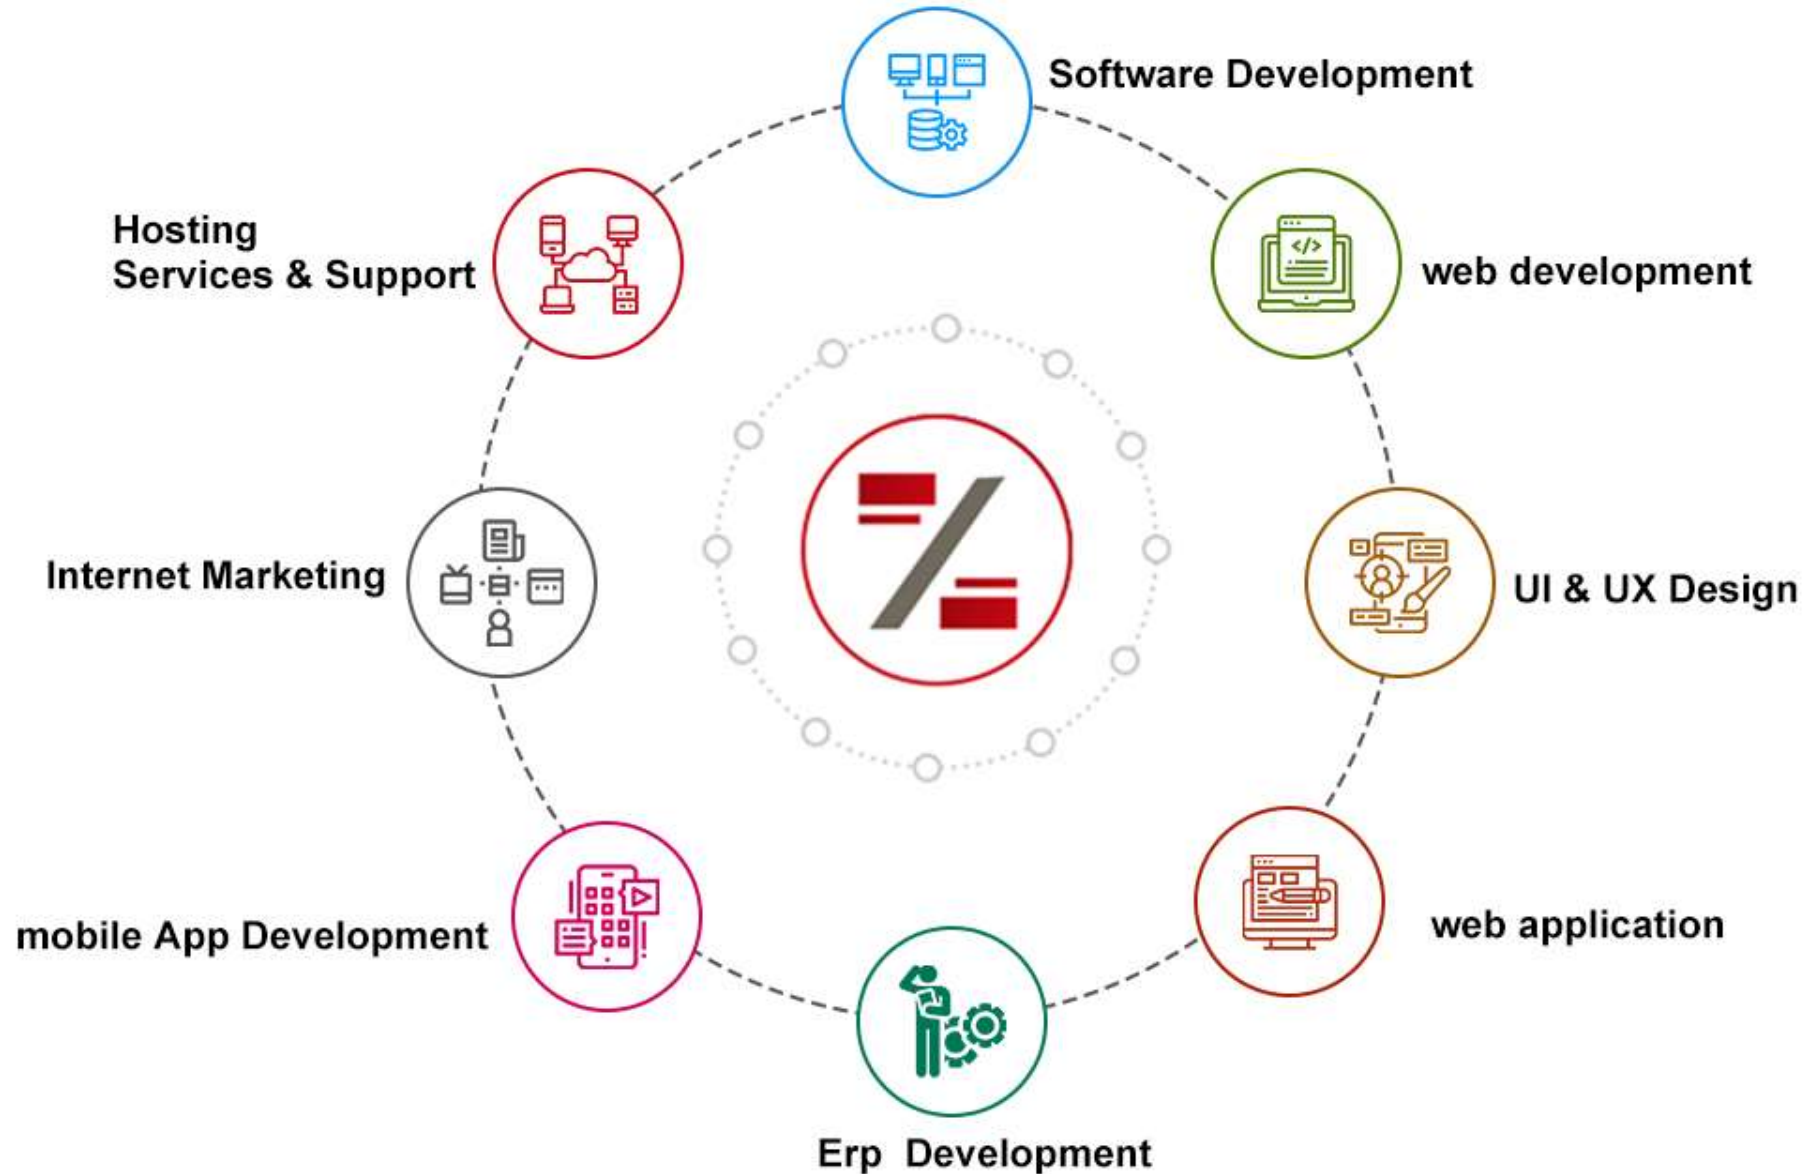 Software Development
Hosting
Services & Support
web development
Internet Marketing
UI & UX Design
mobile App Development
web application
Erp  Development